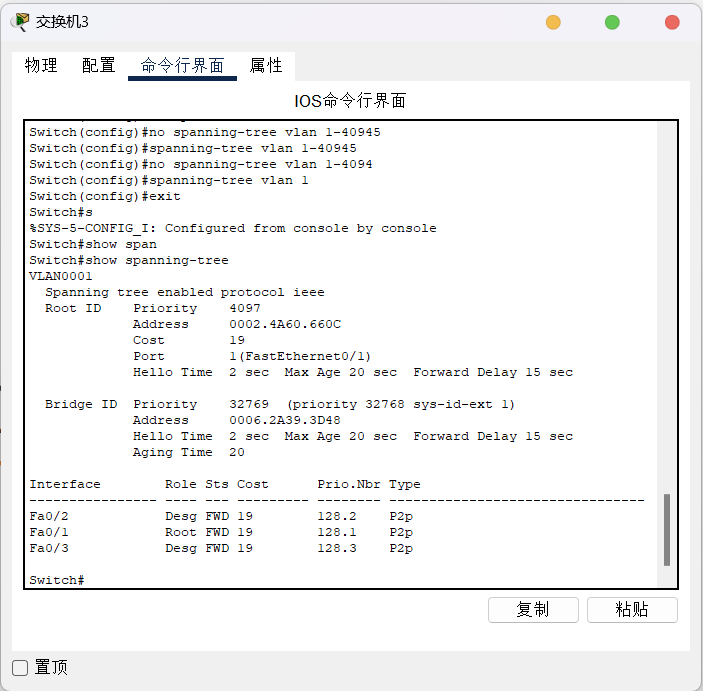 交换机3
物理 配置 命令行界面 属性
IOS命令行界面
Switch(config)#no spanning-tree vlan 1-40945
Switch(config)#spanning-tree vlan 1-40945
Switch(config)#no spanning-tree vlan 1-4094
Switch(config)#spanning-tree vlan 1
Switch(config)#exit
Switch#s
%SYS-5-CONFIG_I: Configured from console by console
Switch#show span
Switch#show spanning-tree
VLAN0001
  Spanning tree enabled protocol ieee
  Root ID    Priority    4097
             Address     0002.4A60.660C
             Cost        19
             Port        1(FastEthernet0/1)
             Hello Time  2 sec  Max Age 20 sec  Forward Delay 15 sec
  Bridge ID  Priority    32769  (priority 32768 sys-id-ext 1)
             Address     0006.2A39.3D48
             Hello Time  2 sec  Max Age 20 sec  Forward Delay 15 sec
             Aging Time  20
Interface        Role Sts Cost      Prio.Nbr Type
---------------- ---- --- --------- -------- --------------------------------
Fa0/2            Desg FWD 19        128.2    P2p
Fa0/1            Root FWD 19        128.1    P2p
Fa0/3            Desg FWD 19        128.3    P2p
Switch#
复制 粘贴
置顶